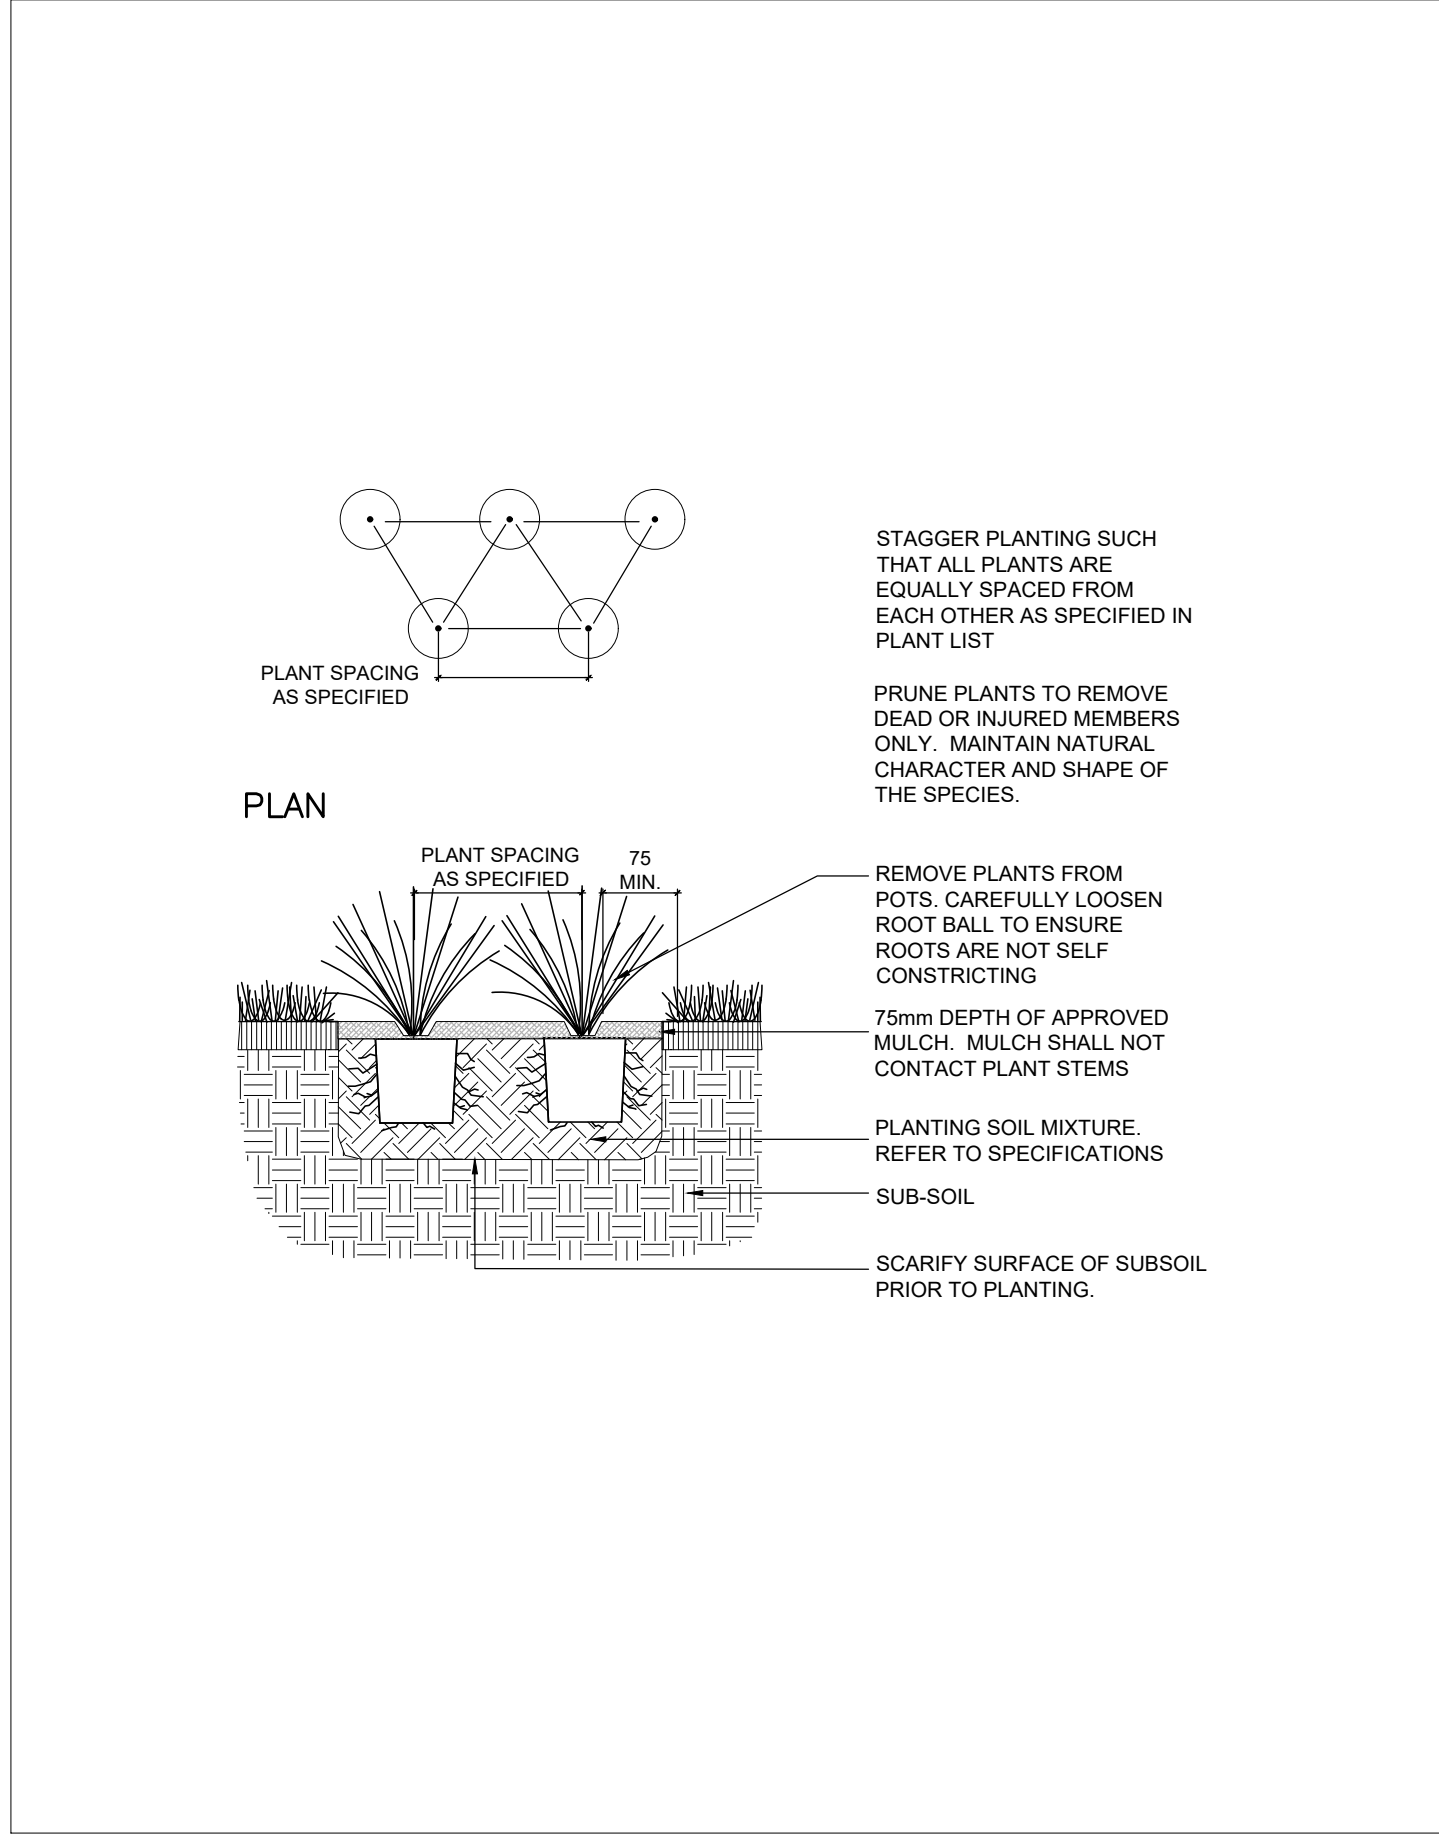 STAGGER PLANTING SUCH
THAT ALL PLANTS ARE
EQUALLY SPACED FROM
EACH OTHER AS SPECIFIED IN
PLANT LIST
PLANT SPACING
AS SPECIFIED
PRUNE PLANTS TO REMOVE
DEAD OR INJURED MEMBERS
ONLY.  MAINTAIN NATURAL
CHARACTER AND SHAPE OF
THE SPECIES.
PLAN
PLANT SPACING
AS SPECIFIED
75
MIN.
REMOVE PLANTS FROM
POTS. CAREFULLY LOOSEN
ROOT BALL TO ENSURE
ROOTS ARE NOT SELF
CONSTRICTING
75mm DEPTH OF APPROVED
MULCH.  MULCH SHALL NOT
CONTACT PLANT STEMS
PLANTING SOIL MIXTURE.
REFER TO SPECIFICATIONS
SUB-SOIL
SCARIFY SURFACE OF SUBSOIL
PRIOR TO PLANTING.